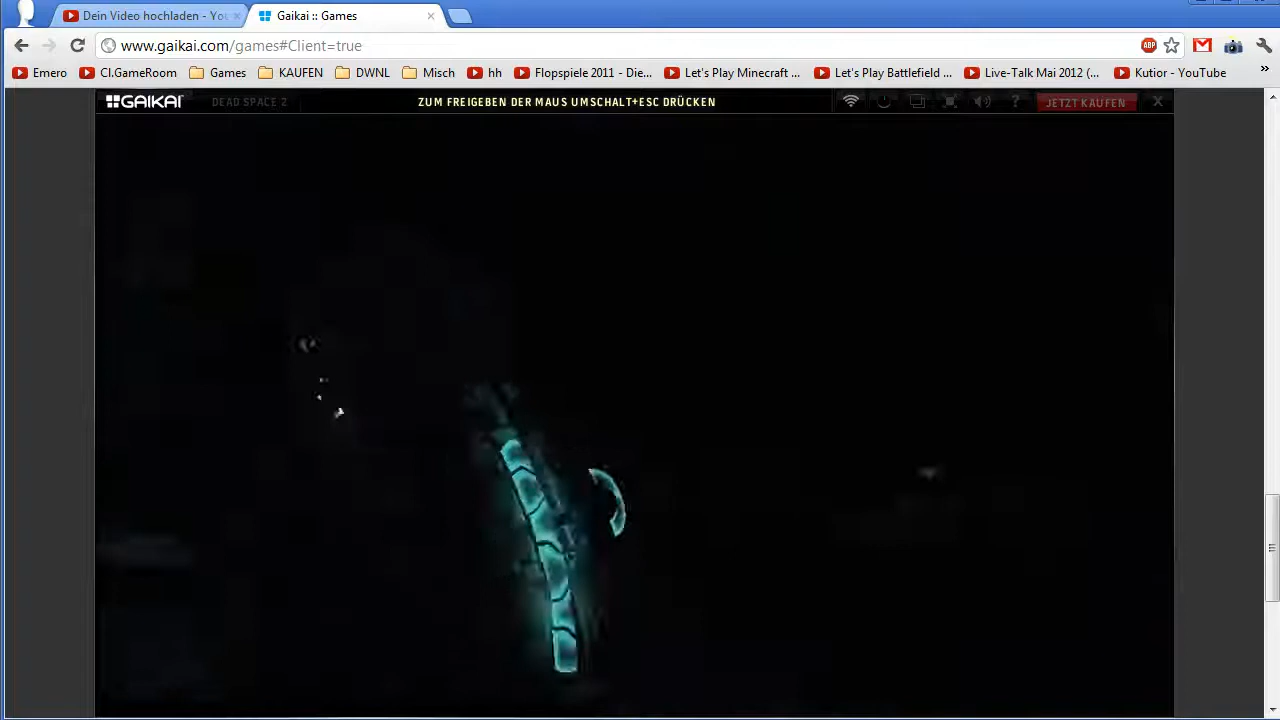 Dein Video hochladen - You
Gaikai :: Games
www.gaikai.com/games#Client=true
ABP
Emero
CI.GameRoom
Games
KAUFEN
DWNL
Misch
hh
Flopspiele 2011 - Die...
Let's Play Minecraft...
Let's Play Battlefield ...
Live-Talk Mai 2012 (...
Kutior - YouTube
»
GAIKAI
DEAD SPACE 2
ZUM FREIGEBEN DER MAUS UMSCHALT+ESC DRÜCKEN
?
JETZT KAUFEN